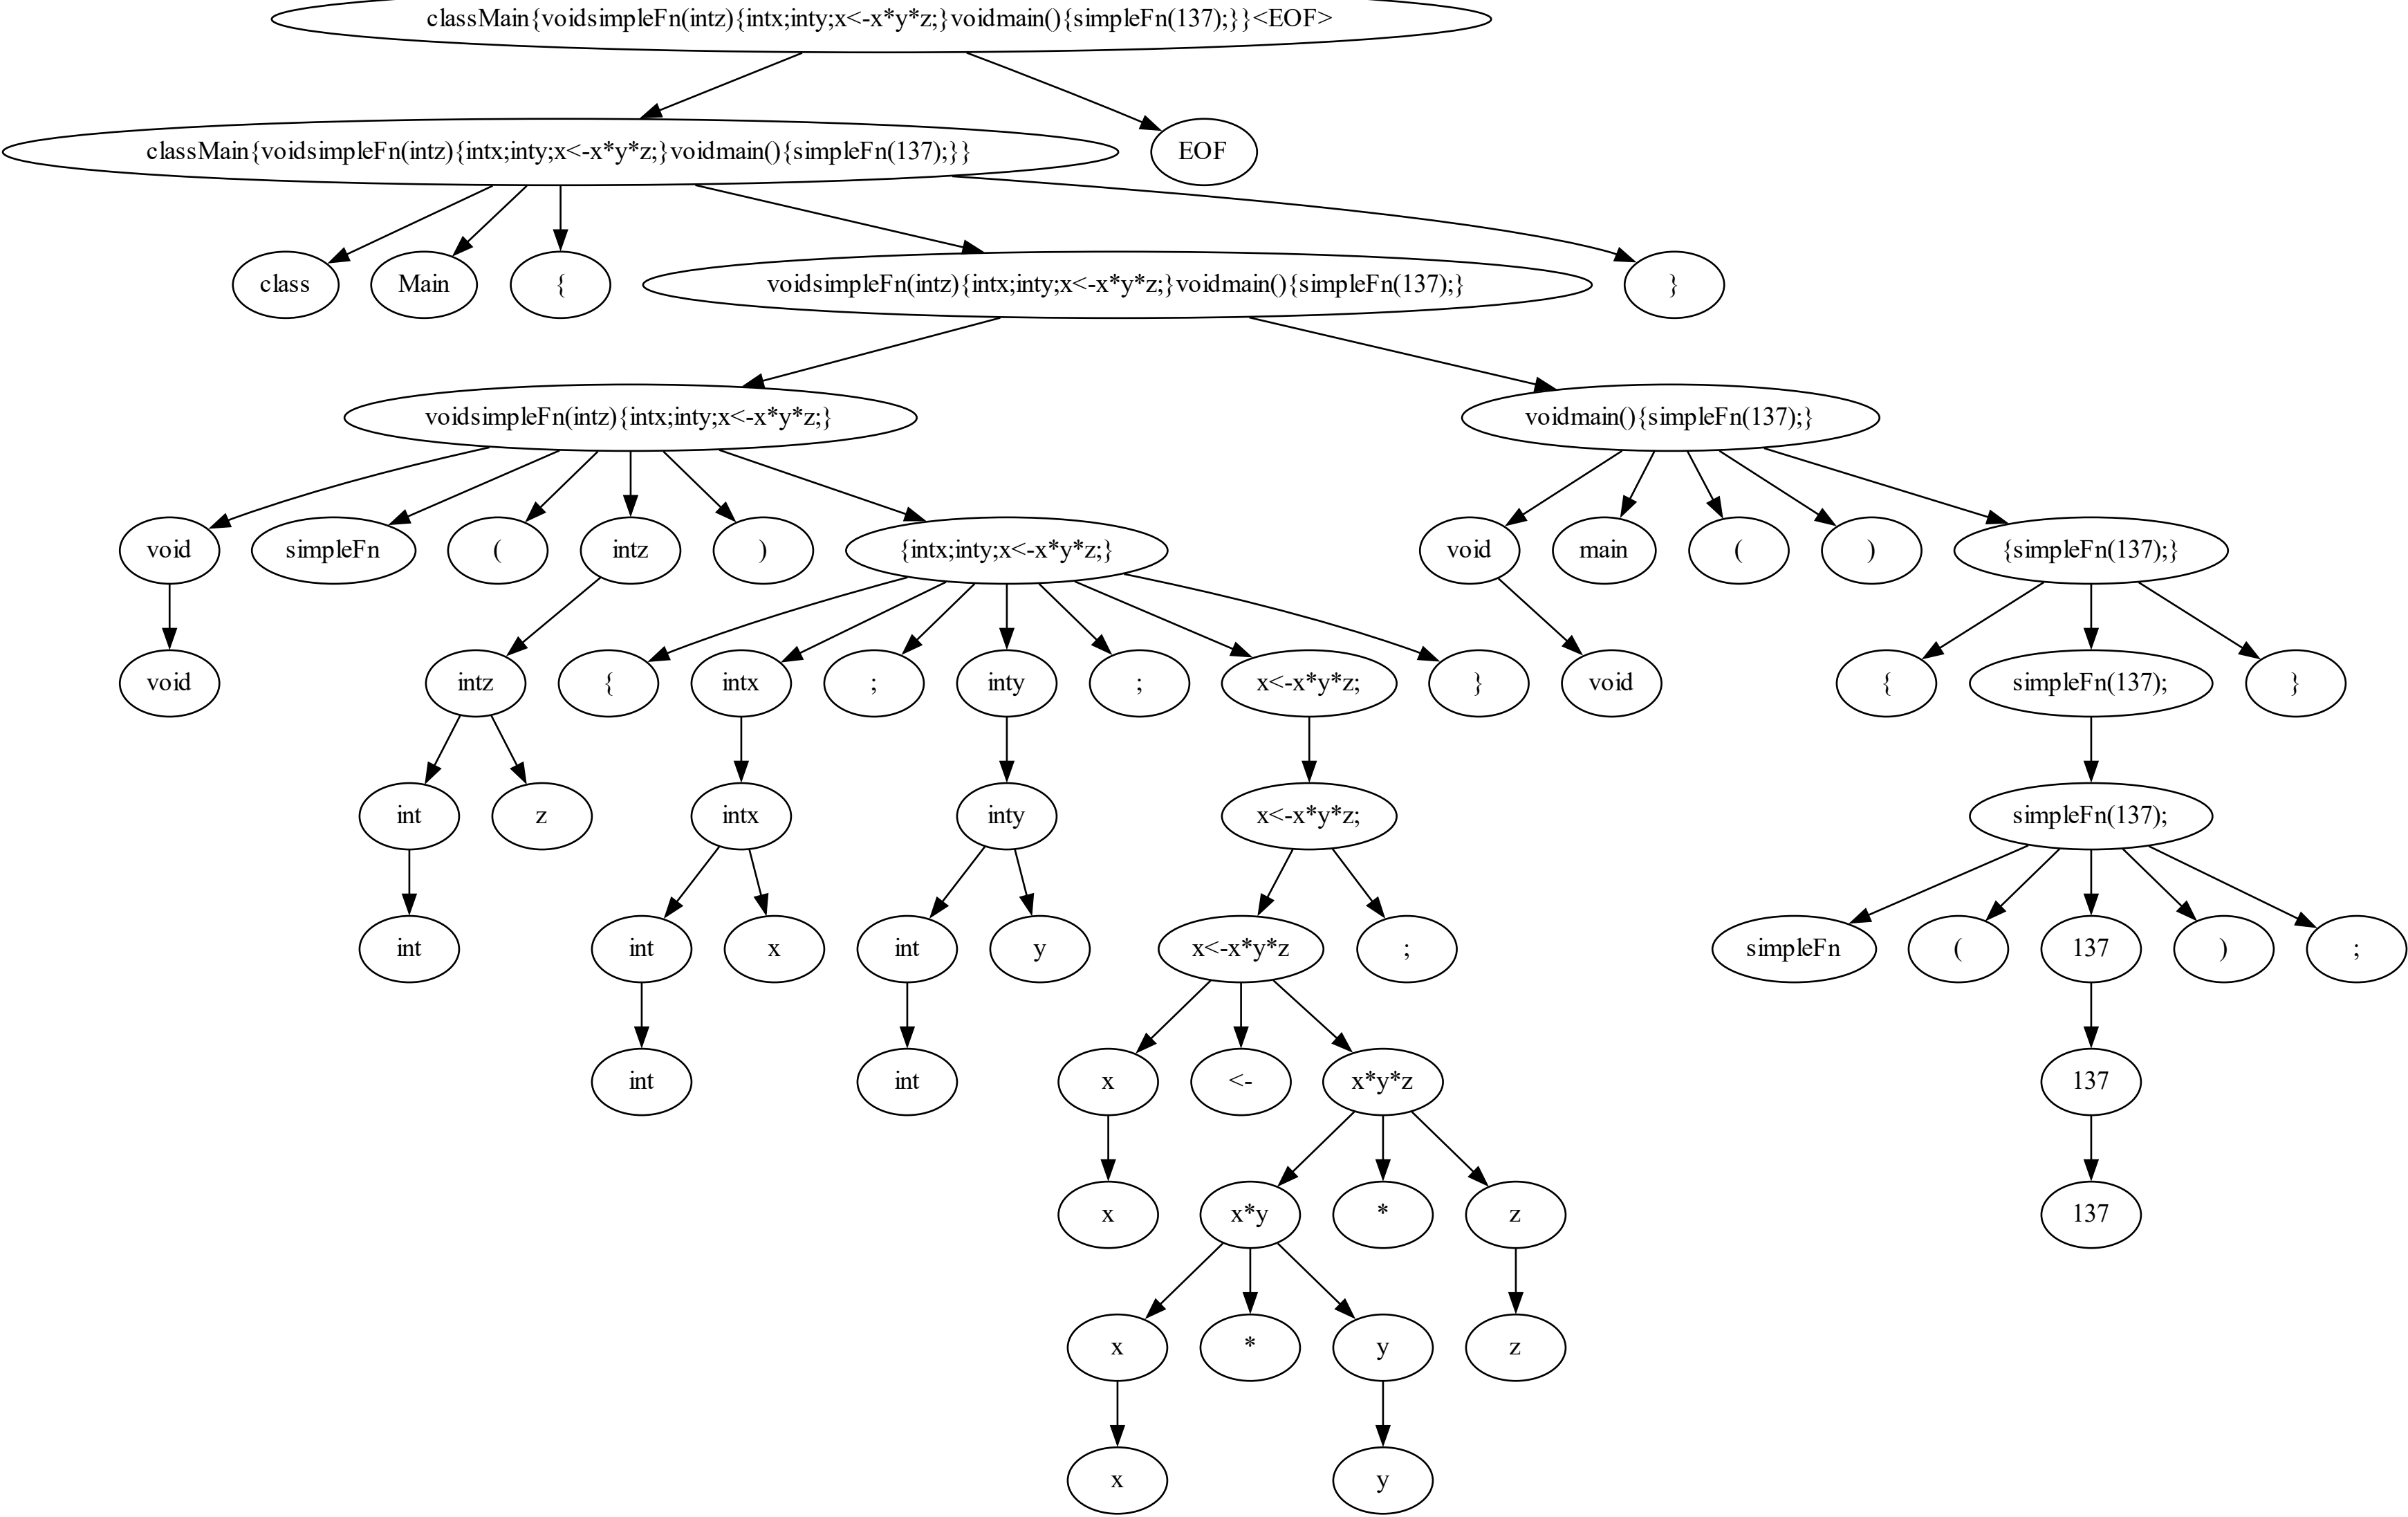 classMain{voidsimpleFn(intz){intx;inty;x<-x*y*z;}voidmain(){simpleFn(137);}}<EOF>
classMain{voidsimpleFn(intz){intx;inty;x<-x*y*z;}voidmain(){simpleFn(137);}}
EOF
class
Main
{
voidsimpleFn(intz){intx;inty;x<-x*y*z;}voidmain(){simpleFn(137);}
}
voidsimpleFn(intz){intx;inty;x<-x*y*z;}
voidmain(){simpleFn(137);}
void
simpleFn
(
intz
)
{intx;inty;x<-x*y*z;}
void
main
(
)
{simpleFn(137);}
void
intz
{
intx
;
inty
;
x<-x*y*z;
}
void
{
simpleFn(137);
}
int
z
intx
inty
x<-x*y*z;
simpleFn(137);
int
int
x
int
y
x<-x*y*z
;
simpleFn
(
137
)
;
int
int
x
<-
x*y*z
137
x
x*y
*
z
137
x
*
y
z
x
y